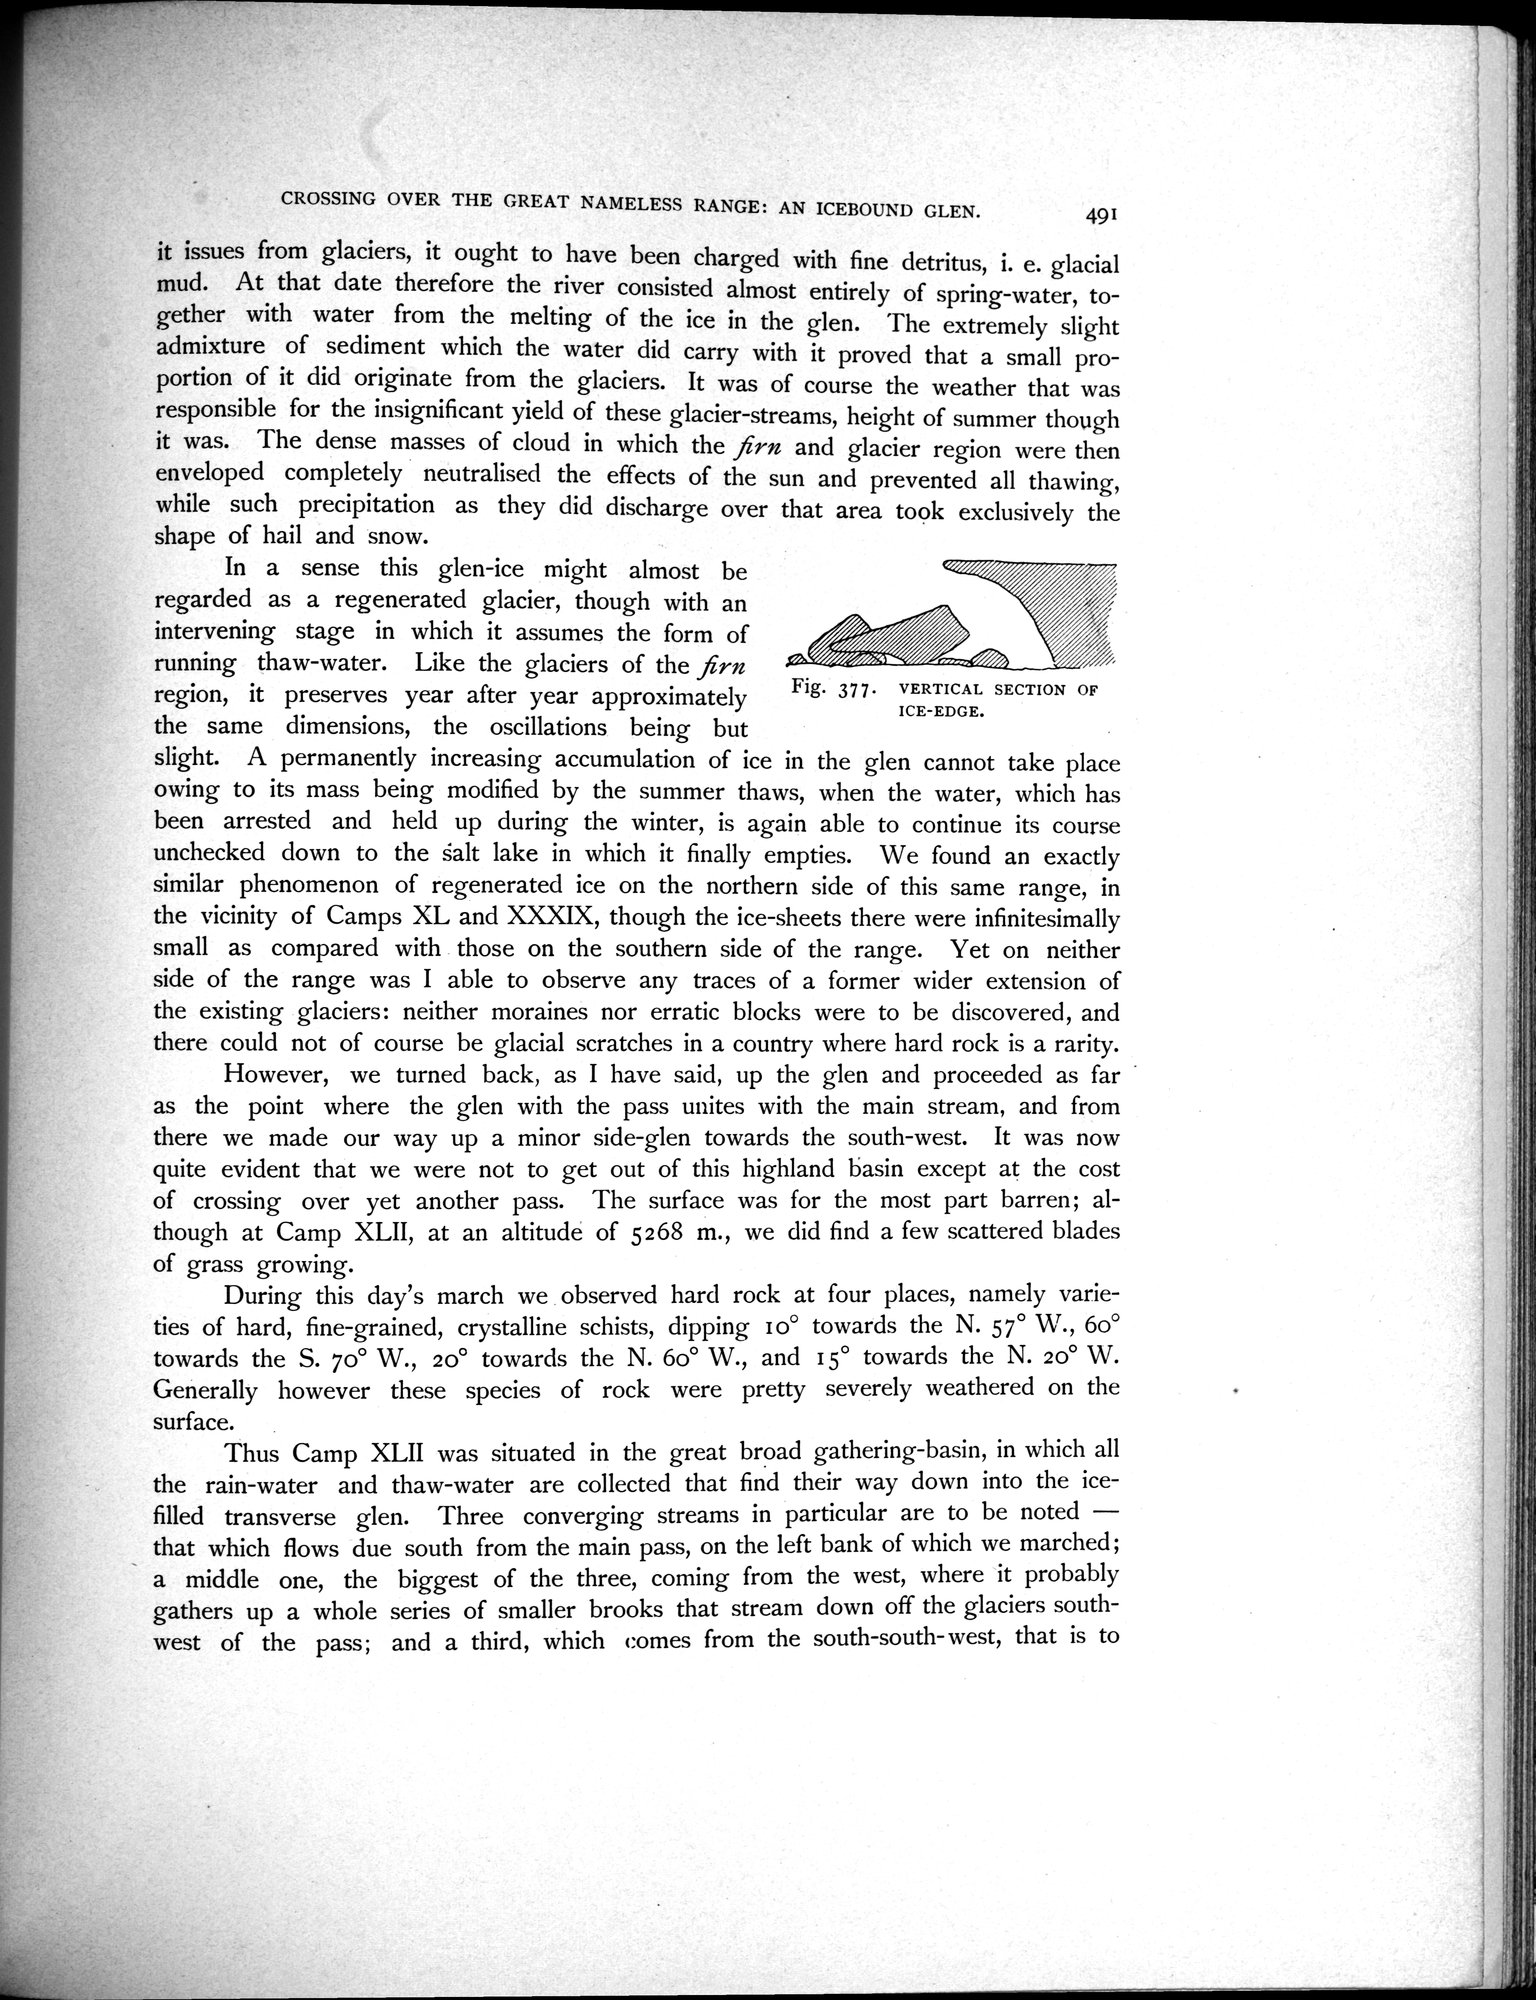 CROSSING OVER THE GREAT NAMELESS RANGE: AN ICEBOUND GLEN. 491
it issues from glaciers, it ought to have been charged with fine detritus, i. e. glacial
mud. At that date therefore the river consisted almost entirely of spring-water, to-
gether with water from the melting of the ice in the glen. The extremely slight
admixture of sediment which the water did carry with it proved that a small pro-
portion of it did originate from the glaciers. It was of course the weather that was
responsible for the insignificant yield of these glacier-streams, height of summer though
it was. The dense masses of cloud in which the firn and glacier region were then
enveloped completely neutralised the effects of the sun and prevented all thawing,
while such precipitation as they did discharge over that area took exclusively the
shape of hail and snow.
In a sense this glen-ice might almost be
regarded as a regenerated glacier, though with an
intervening stage in which it assumes the form of
running thaw-water. Like the glaciers of the firn
region, it preserves year after year approximately
the same dimensions, the oscillations being but
Fig. 377. VERTICAL SECTION OF
ICE-EDGE.
slight. A permanently increasing accumulation of ice in the glen cannot take place
owing to its mass being modified by the summer thaws, when the water, which has
been arrested and held up during the winter, is again able to continue its course
unchecked down to the salt lake in which it finally empties. We found an exactly
similar phenomenon of regenerated ice on the northern side of this same range, in
the vicinity of Camps XL and XXXIX, though the ice-sheets there were infinitesimally
small as compared with those on the southern side of the range. Yet on neither
side of the range was I able to observe any traces of a former wider extension of
the existing glaciers: neither moraines nor erratic blocks were to be discovered, and
there could not of course be glacial scratches in a country where hard rock is a rarity.
However, we turned back, as I have said, up the glen and proceeded as far
as the point where the glen with the pass unites with the main stream, and from
there we made our way up a minor side-glen towards the south-west. It was now
quite evident that we were not to get out of this highland basin except at the cost
of crossing over yet another pass. The surface was for the most part barren; al-
though at Camp XLII, at an altitude of 5268 m., we did find a few scattered blades
of grass growing.
During this day's march we observed hard rock at four places, namely varie-
ties of hard, fine-grained, crystalline schists, dipping 10° towards the N. 57° W., 60°
towards the S. 70° W., 20° towards the N. 60° W., and 15° towards the N. 20° W.
Generally however these species of rock were pretty severely weathered on the
surface.
Thus Camp XLII was situated in the great broad gathering-basin, in which all
the rain-water and thaw-water are collected that find their way down into the ice-
filled transverse glen. Three converging streams in particular are to be noted —
that which flows due south from the main pass, on the left bank of which we marched;
a middle one, the biggest of the three, coming from the west, where it probably
gathers up a whole series of smaller brooks that stream down off the glaciers south-
west of the pass; and a third, which comes from the south-south-west, that is to